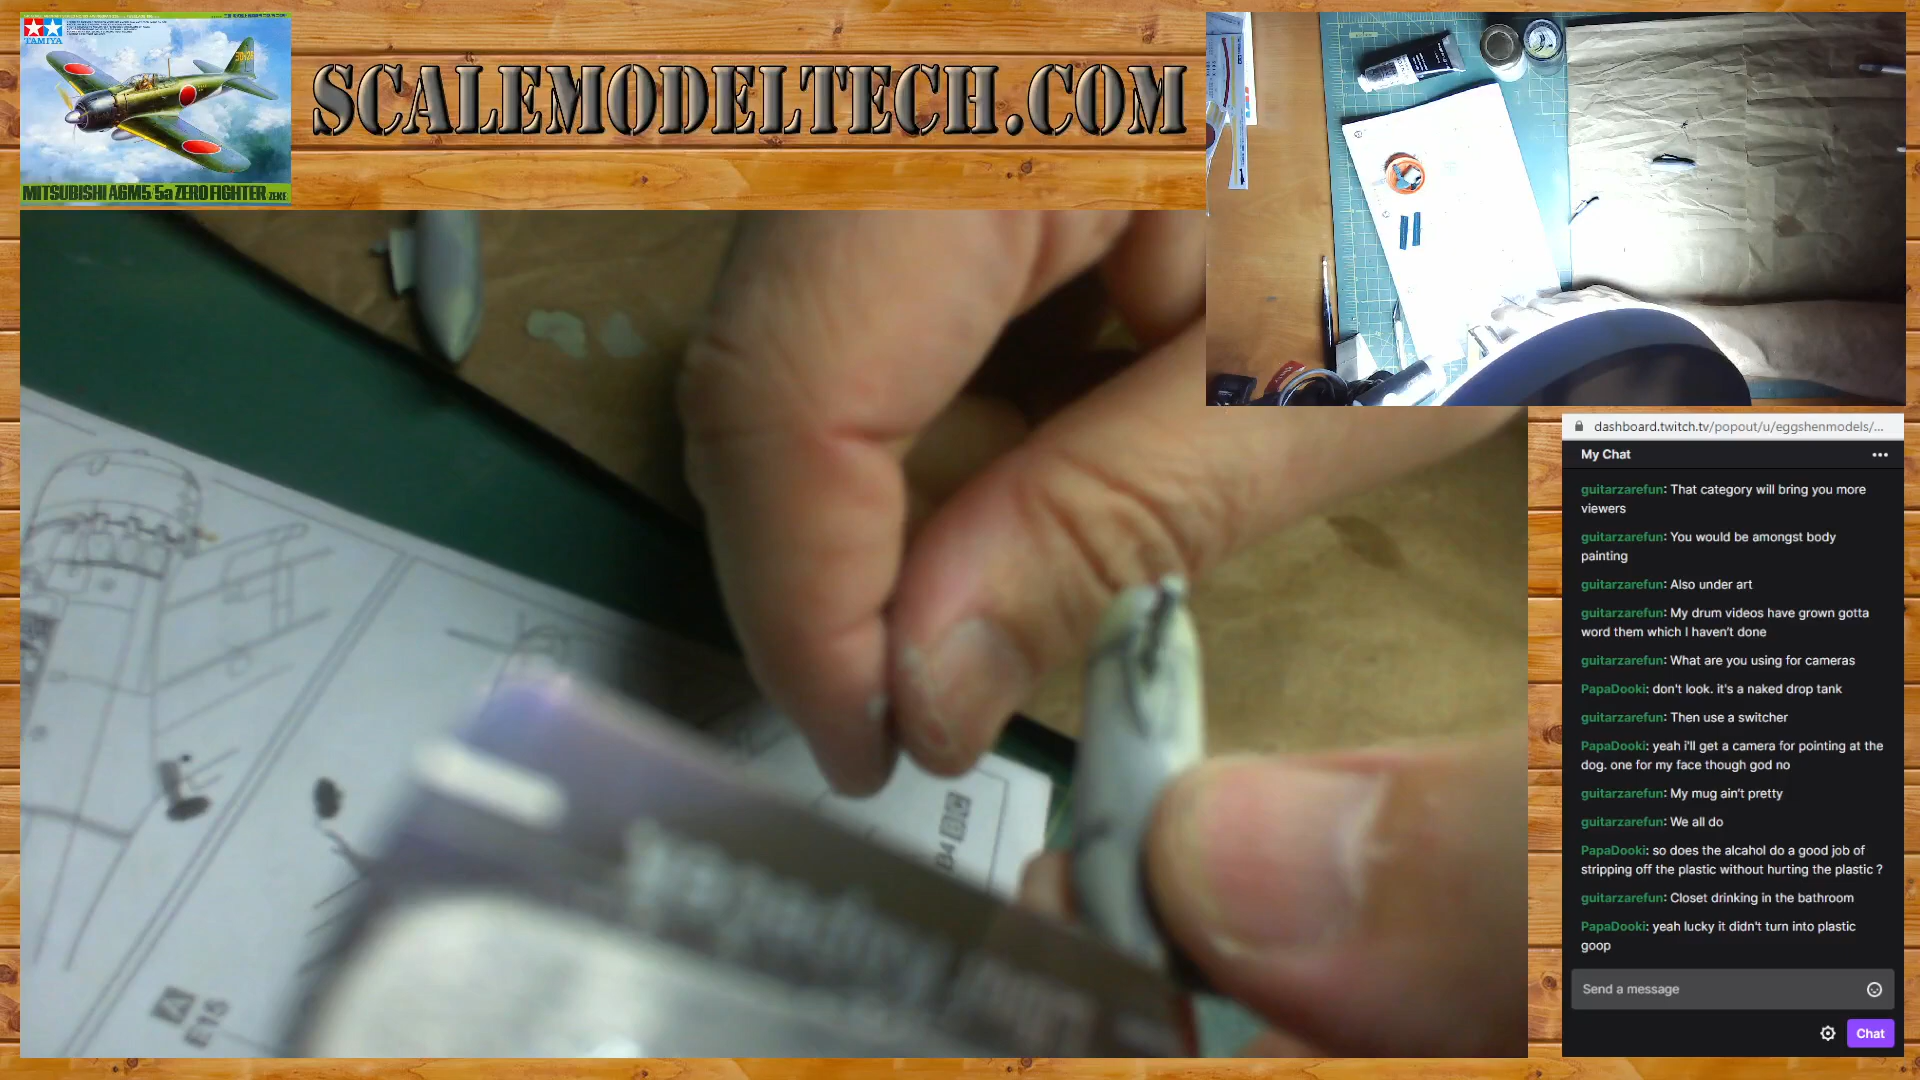 TAMIYA
MITSUBISHI A6M5/5a ZERO FIGHTER ZEKE
SCALEMODELTECH.COM
dashboard.twitch.tv/popout/u/eggshenmodels/...
My Chat
guitarzarefun: That category will bring you more
viewers
guitarzarefun: You would be amongst body
painting
guitarzarefun: Also under art
guitarzarefun: My drum videos have grown gotta
word them which I haven't done
guitarzarefun: What are you using for cameras
PapaDooki: don't look. it's a naked drop tank
guitarzarefun: Then use a switcher
PapaDooki: yeah i'll get a camera for pointing at the
dog. one for my face though god no
guitarzarefun: My mug ain't pretty
guitarzarefun: We all do
PapaDooki: so does the alcahol do a good job of
stripping off the plastic without hurting the plastic ?
guitarzarefun: Closet drinking in the bathroom
PapaDooki: yeah lucky it didn't turn into plastic
goop
Send a message
Chat
B4 B C
A
E15